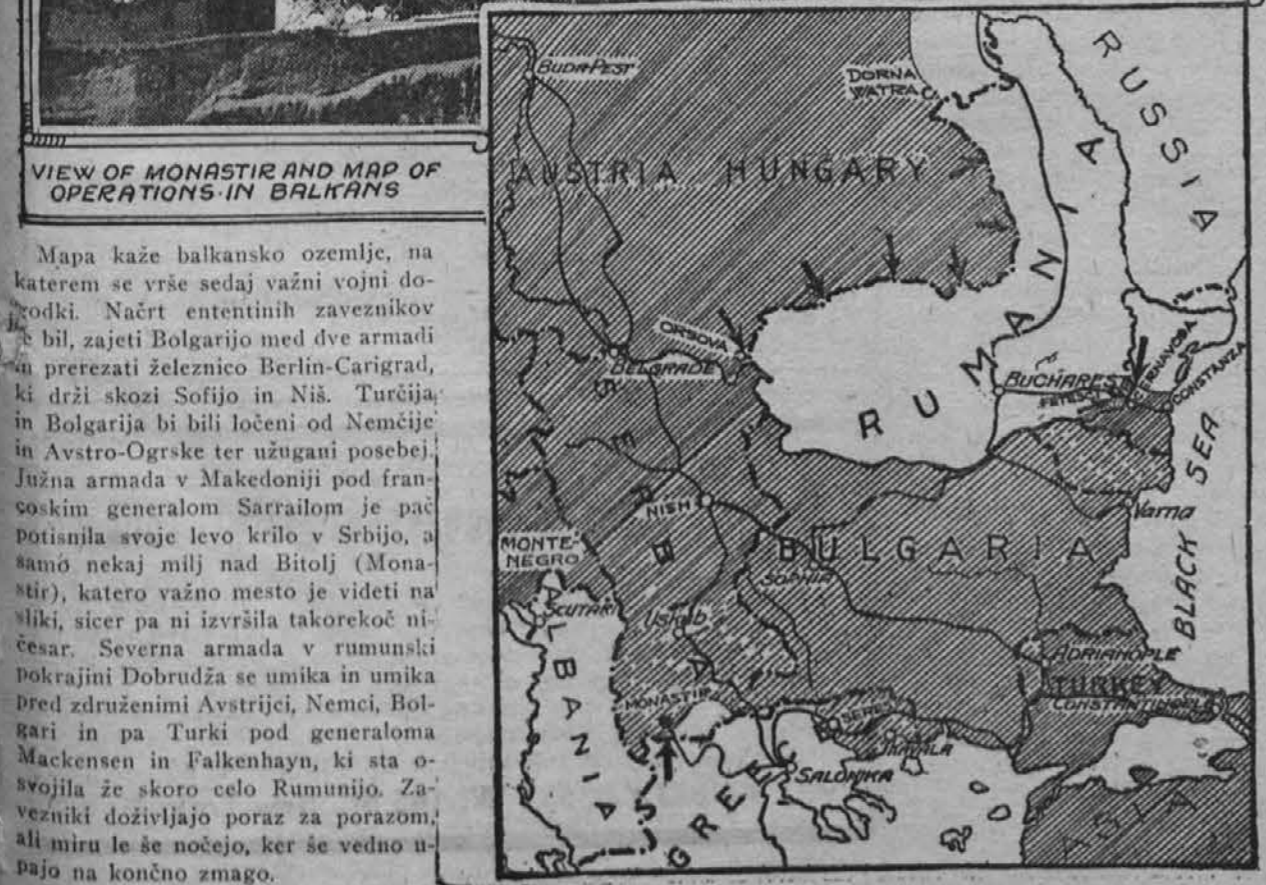 VIEW OF MONASTIR AND MAP OF
OPERATIONS IN BALKANS
Mapa kaže balkansko ozemlje, na
katerem se vrše sedaj važni vojni do-
godki. Načrt ententinih zaveznikov
je bil, zajeti Bolgarijo med dve armadi
in prerezati železnico Berlin-Carigrad,
ki drži skozi Sofijo in Niš. Turčija
in Bolgarija bi bili ločeni od Nemčije
in Avstro-Ogrske ter užugani posebej.
Južna armada v Makedoniji pod fran-
coskim generalom Sarrailom je pač
potisnila svoje levo krilo v Srbijo, a
samo nekaj milj nad Bitolj (Mona-
stir), katero važno mesto je videti na
sliki, sicer pa ni izvršila takorekoč ni-
česar. Severna armada v rumunski
pokrajini Dobrudža se umika in umika
pred združenimi Avstrijci, Nemci, Bol-
gari in pa Turki pod generaloma
Mackensen in Falkenhayn, ki sta o-
svojila že skoro celo Rumunijo. Za-
vezniki doživljajo poraz za porazom,
ali miru le še nočejo, ker še vedno u-
pajo na končno zmago.
BUDA-PEST
DORNA
WATRA
RUSSIA
AUSTRIA HUNGARY
RUMANIA
ORSOVA
BELGRADE
BUCHAREST
FETESCI
CERNAVODA
CONSTANZA
BLACK SEA
SERBIA
NISH
Varna
MONTE-
NEGRO
BULGARIA
SOPHIA
SCUTARI
USKUB
ALBANIA
ADRIANOPLE
TURKEY
CONSTANTINOPLE
MONASTIR
SERES
KAVALA
SALONIKA
GREECE
ASIA